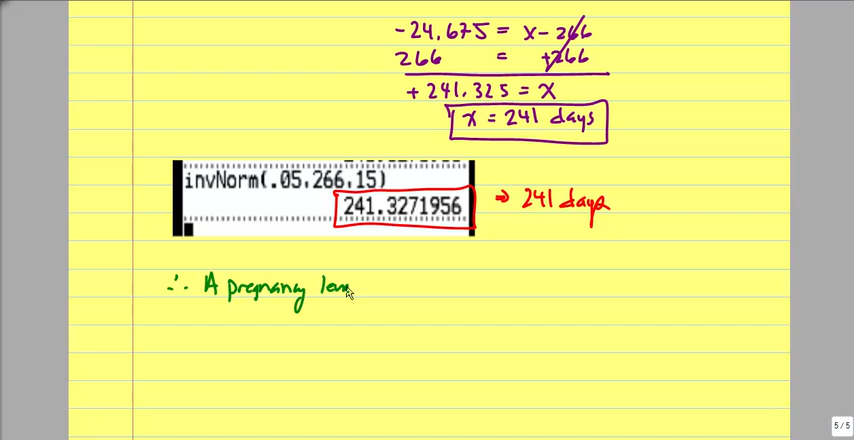 -24.675 = x - 266
266 = +266
+ 241.325 = x
x = 241 days
invNorm(.05,266,15)
241.3271956
⇒ 241 days
∴ A pregnancy len
5/5